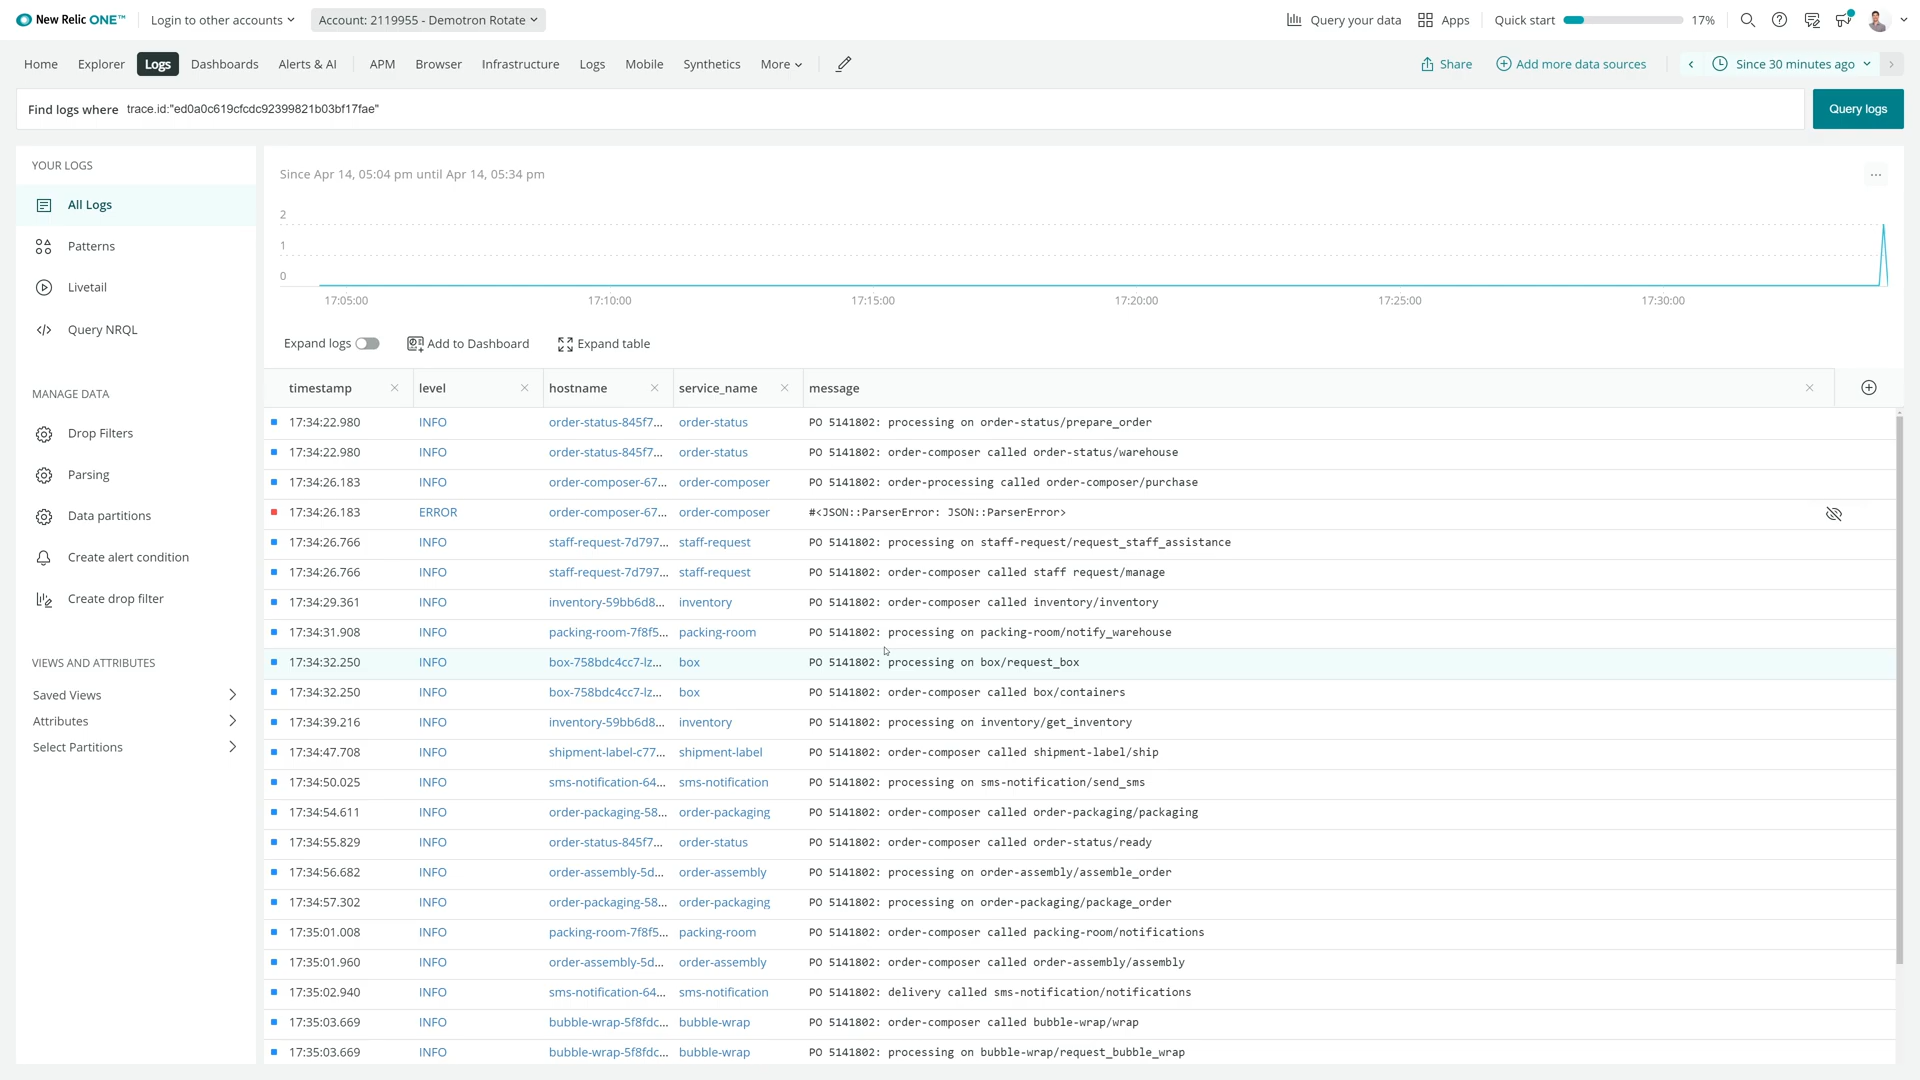 New Relic ONE™ Login to other accounts Account: 2119955 - Demotron Rotate Query your data Apps Quick start 17%
Home Explorer Logs Dashboards Alerts & AI APM Browser Infrastructure Logs Mobile Synthetics More Share Add more data sources Since 30 minutes ago
Find logs where trace.id:"ed0a0c619cfcdc92399821b03bf17fae" Query logs
YOUR LOGS
All Logs
Patterns
Livetail
Query NRQL
MANAGE DATA
Drop Filters
Parsing
Data partitions
Create alert condition
Create drop filter
VIEWS AND ATTRIBUTES
Saved Views
Attributes
Select Partitions
Since Apr 14, 05:04 pm until Apr 14, 05:34 pm
2
1
0
17:05:00 17:10:00 17:15:00 17:20:00 17:25:00 17:30:00
Expand logs Add to Dashboard Expand table
timestamp level hostname service_name message
17:34:22.980 INFO order-status-845f7... order-status PO 5141802: processing on order-status/prepare_order
17:34:22.980 INFO order-status-845f7... order-status PO 5141802: order-composer called order-status/warehouse
17:34:26.183 INFO order-composer-67... order-composer PO 5141802: order-processing called order-composer/purchase
17:34:26.183 ERROR order-composer-67... order-composer #<JSON::ParserError: JSON::ParserError>
17:34:26.766 INFO staff-request-7d797... staff-request PO 5141802: processing on staff-request/request_staff_assistance
17:34:26.766 INFO staff-request-7d797... staff-request PO 5141802: order-composer called staff request/manage
17:34:29.361 INFO inventory-59bb6d8... inventory PO 5141802: order-composer called inventory/inventory
17:34:31.908 INFO packing-room-7f8f5... packing-room PO 5141802: processing on packing-room/notify_warehouse
17:34:32.250 INFO box-758bdc4cc7-lz... box PO 5141802: processing on box/request_box
17:34:32.250 INFO box-758bdc4cc7-lz... box PO 5141802: order-composer called box/containers
17:34:39.216 INFO inventory-59bb6d8... inventory PO 5141802: processing on inventory/get_inventory
17:34:47.708 INFO shipment-label-c77... shipment-label PO 5141802: order-composer called shipment-label/ship
17:34:50.025 INFO sms-notification-64... sms-notification PO 5141802: processing on sms-notification/send_sms
17:34:54.611 INFO order-packaging-58... order-packaging PO 5141802: order-composer called order-packaging/packaging
17:34:55.829 INFO order-status-845f7... order-status PO 5141802: order-composer called order-status/ready
17:34:56.682 INFO order-assembly-5d... order-assembly PO 5141802: processing on order-assembly/assemble_order
17:34:57.302 INFO order-packaging-58... order-packaging PO 5141802: processing on order-packaging/package_order
17:35:01.008 INFO packing-room-7f8f5... packing-room PO 5141802: order-composer called packing-room/notifications
17:35:01.960 INFO order-assembly-5d... order-assembly PO 5141802: order-composer called order-assembly/assembly
17:35:02.940 INFO sms-notification-64... sms-notification PO 5141802: delivery called sms-notification/notifications
17:35:03.669 INFO bubble-wrap-5f8fdc... bubble-wrap PO 5141802: order-composer called bubble-wrap/wrap
17:35:03.669 INFO bubble-wrap-5f8fdc... bubble-wrap PO 5141802: processing on bubble-wrap/request_bubble_wrap